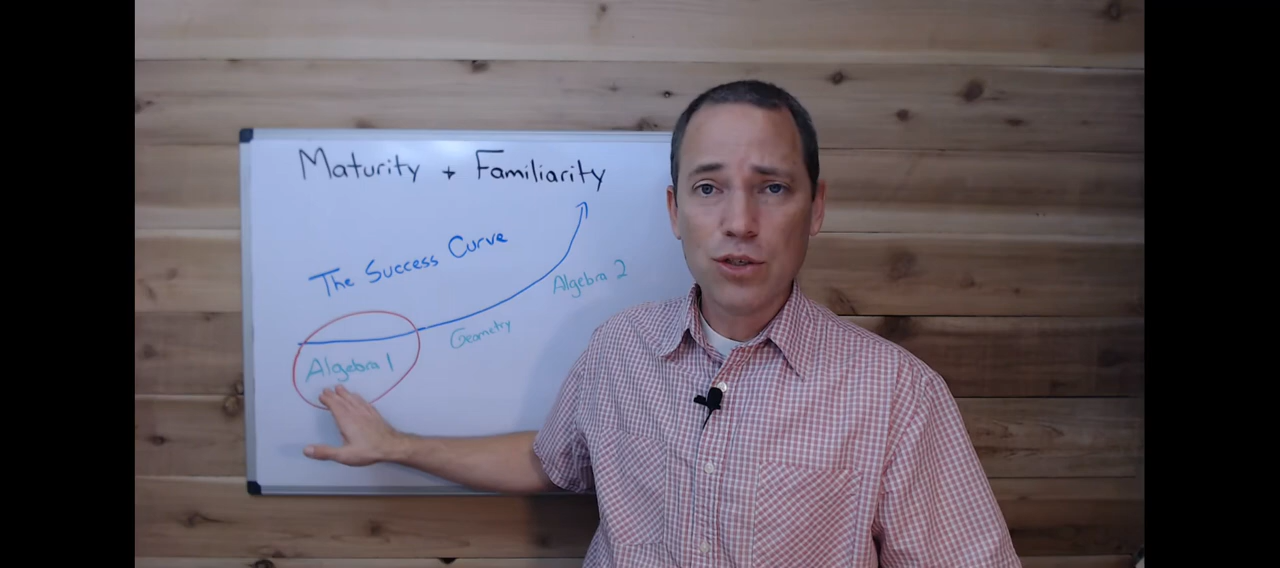 Maturity + Familiarity
The Success Curve
Algebra 2
Geometry
Algebra 1